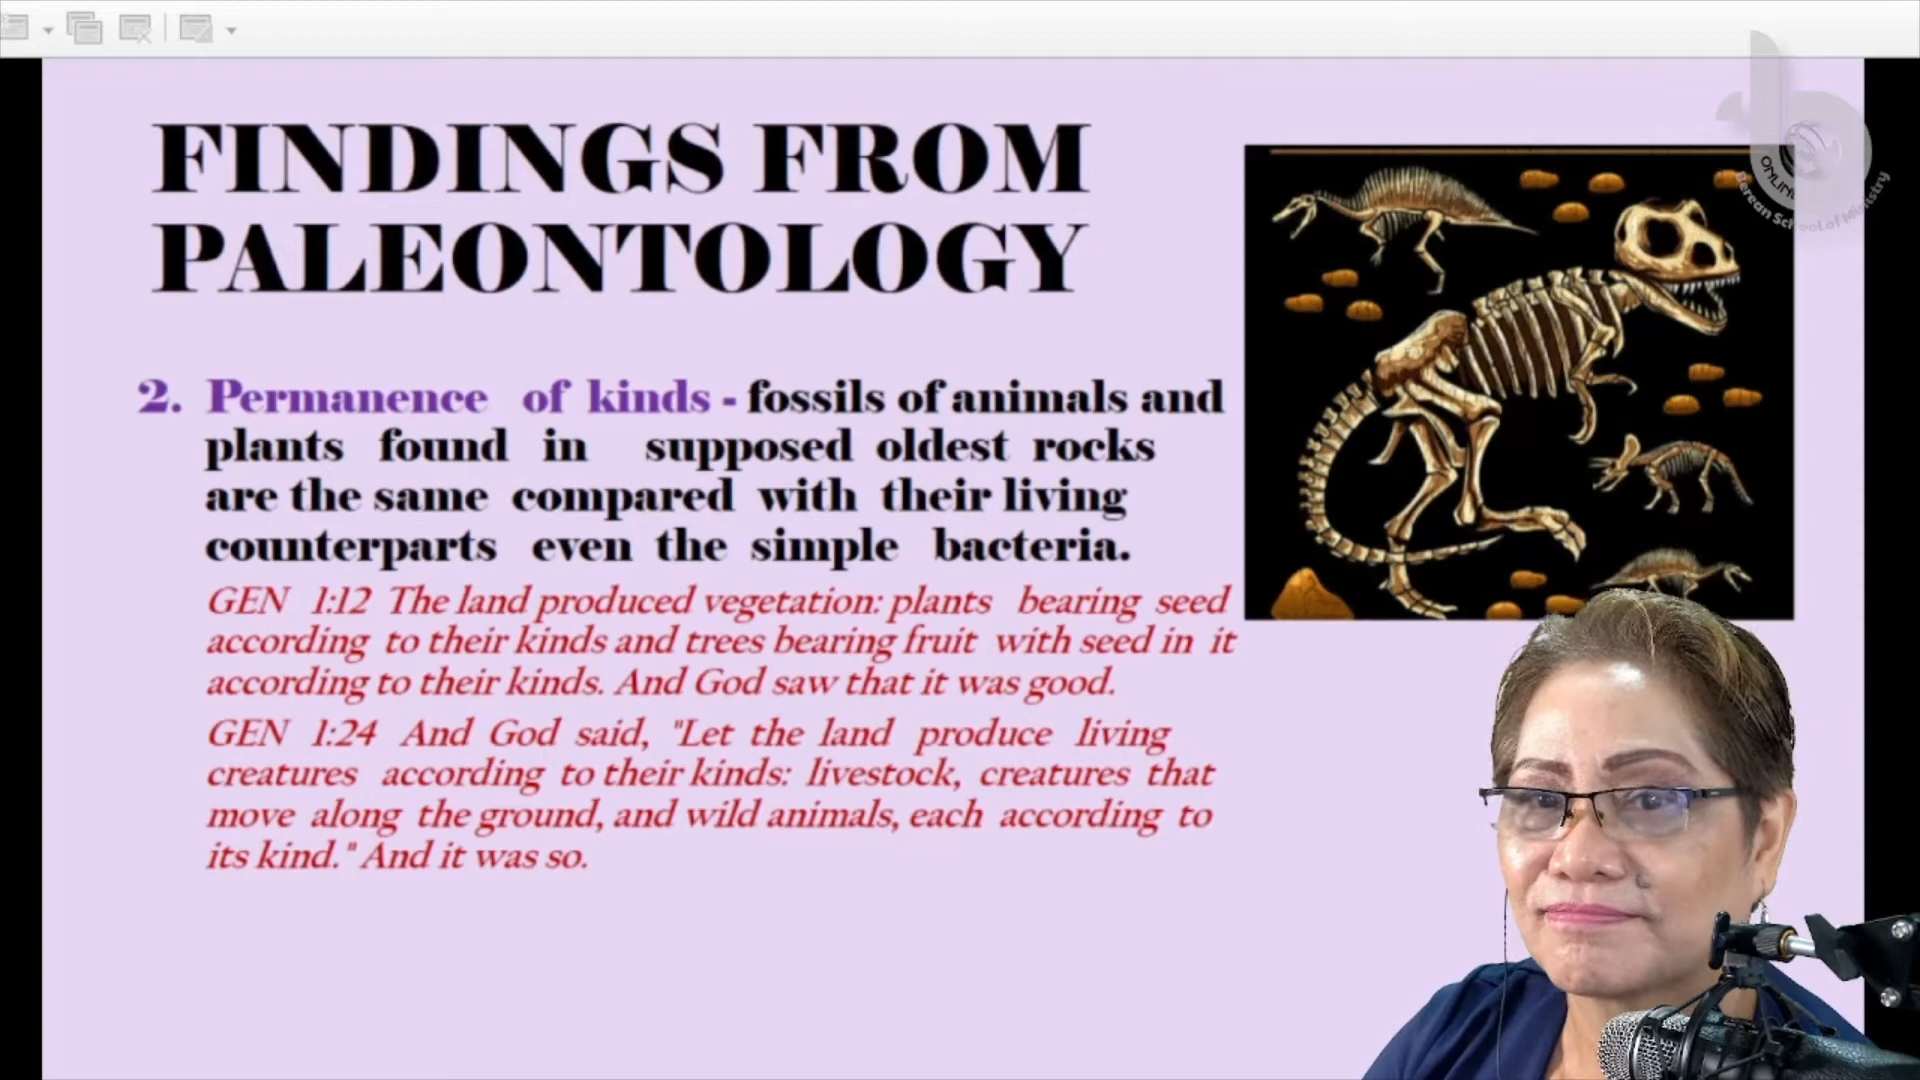 FINDINGS FROM
PALEONTOLOGY
2. Permanence of kinds - fossils of animals and
plants found in supposed oldest rocks
are the same compared with their living
counterparts even the simple bacteria.
GEN 1:12 The land produced vegetation: plants bearing seed
according to their kinds and trees bearing fruit with seed in it
according to their kinds. And God saw that it was good.
GEN 1:24 And God said, "Let the land produce living
creatures according to their kinds: livestock, creatures that
move along the ground, and wild animals, each according to
its kind." And it was so.
ONLINE
Berean School of Ministry